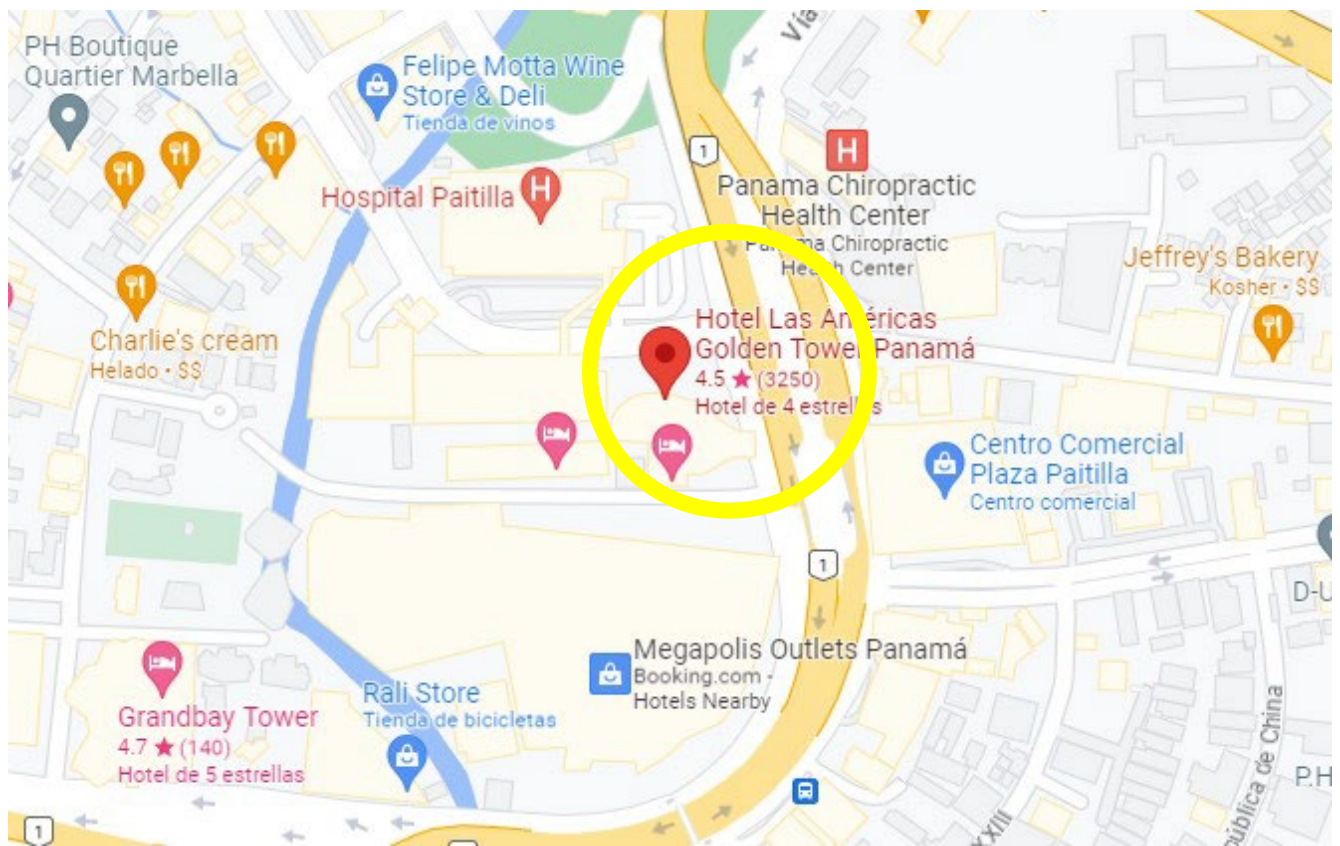 PH Boutique
Quartier Marbella
Felipe Motta Wine
Store & Deli
Tienda de vinos
Vía
1
H
Hospital Paitilla
H
Panama Chiropractic
Health Center
Panama Chiropractic
Health Center
Jeffrey's Bakery
Kosher · $$
Charlie's cream
Helado · $$
Hotel Las Américas
Golden Tower Panamá
4.5 ★ (3250)
Hotel de 4 estrellas
Centro Comercial
Plaza Paitilla
Centro comercial
1
D-U
Megapolis Outlets Panamá
Booking.com -
Hotels Nearby
Grandbay Tower
4.7 ★ (140)
Hotel de 5 estrellas
Rali Store
Tienda de bicicletas
P.H
ública de China
XXIII
1